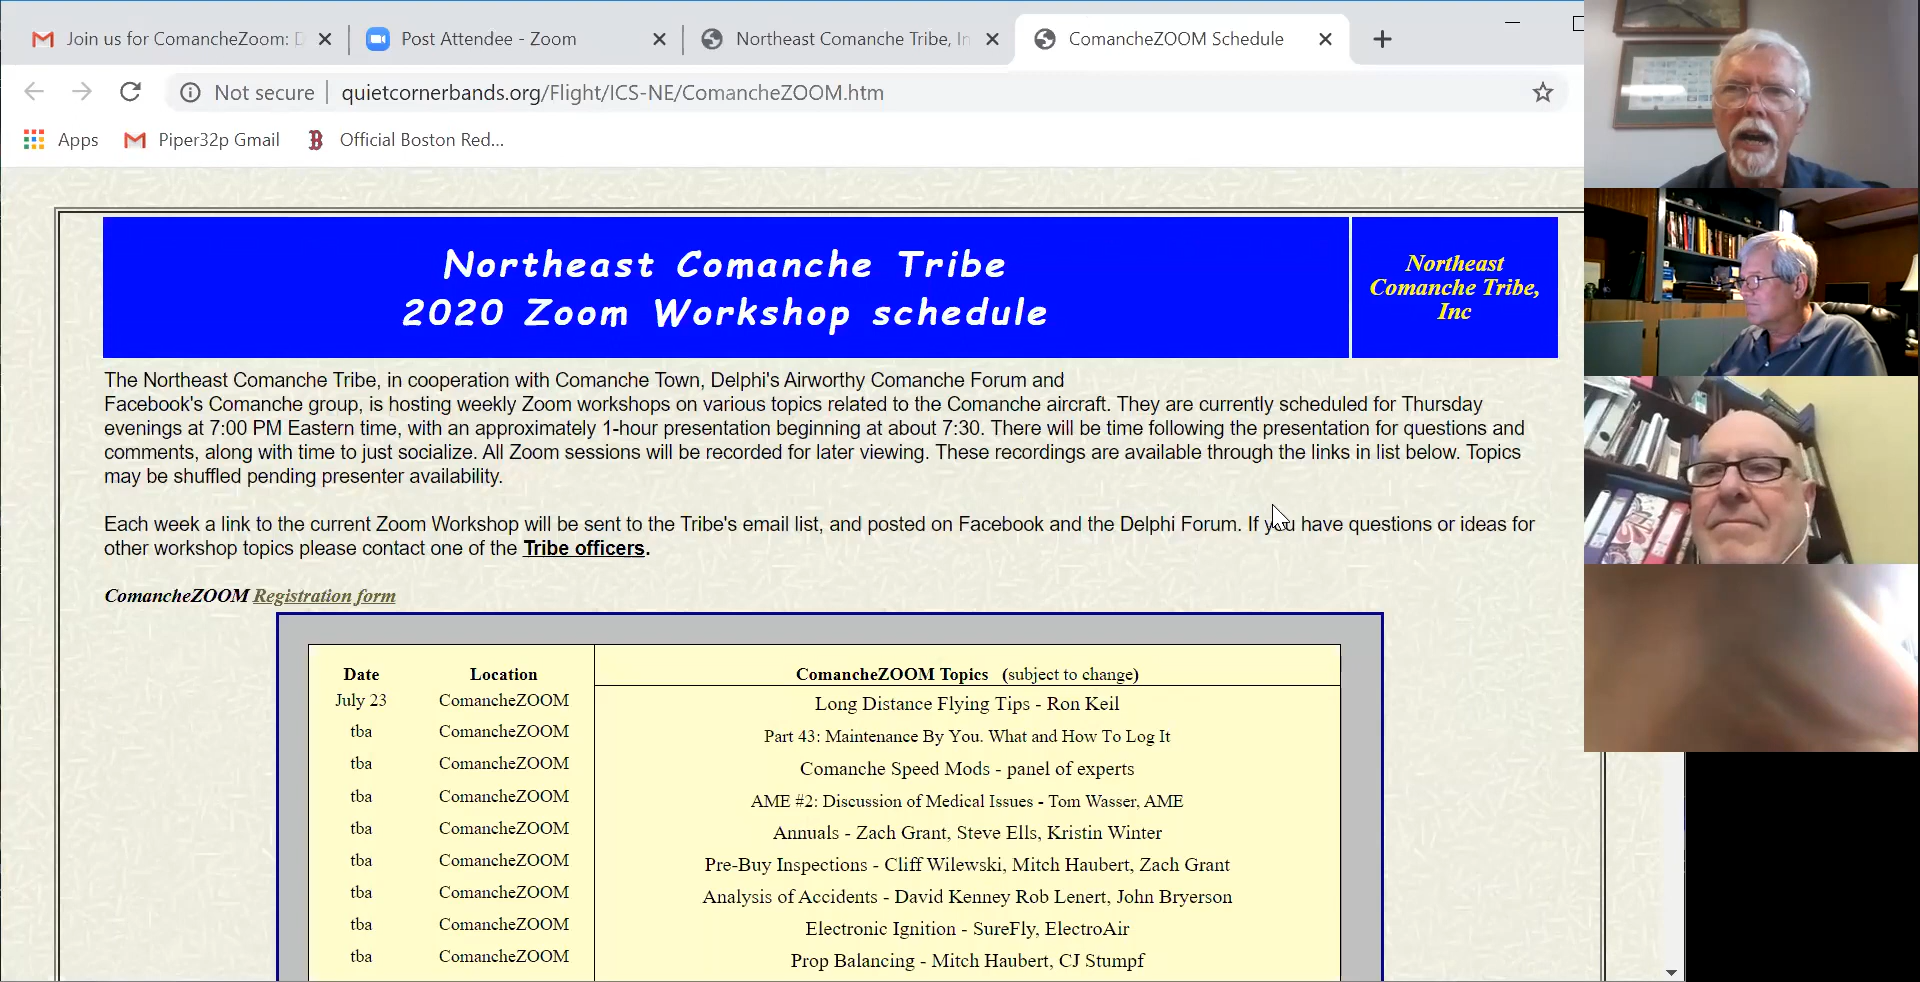 Join us for ComancheZoom: D
Post Attendee - Zoom
Northeast Comanche Tribe, In
ComancheZOOM Schedule
Not secure
quietcornerbands.org/Flight/ICS-NE/ComancheZOOM.htm
Apps
Piper32p Gmail
Official Boston Red...
Northeast Comanche Tribe
2020 Zoom Workshop schedule
Northeast
Comanche Tribe,
Inc
The Northeast Comanche Tribe, in cooperation with Comanche Town, Delphi's Airworthy Comanche Forum and
Facebook's Comanche group, is hosting weekly Zoom workshops on various topics related to the Comanche aircraft. They are currently scheduled for Thursday
evenings at 7:00 PM Eastern time, with an approximately 1-hour presentation beginning at about 7:30. There will be time following the presentation for questions and
comments, along with time to just socialize. All Zoom sessions will be recorded for later viewing. These recordings are available through the links in list below. Topics
may be shuffled pending presenter availability.
Each week a link to the current Zoom Workshop will be sent to the Tribe's email list, and posted on Facebook and the Delphi Forum. If you have questions or ideas for
other workshop topics please contact one of the Tribe officers.
ComancheZOOM Registration form
Date Location ComancheZOOM Topics (subject to change)
July 23 ComancheZOOM Long Distance Flying Tips - Ron Keil
tba ComancheZOOM Part 43: Maintenance By You. What and How To Log It
tba ComancheZOOM Comanche Speed Mods - panel of experts
tba ComancheZOOM AME #2: Discussion of Medical Issues - Tom Wasser, AME
tba ComancheZOOM Annuals - Zach Grant, Steve Ells, Kristin Winter
tba ComancheZOOM Pre-Buy Inspections - Cliff Wilewski, Mitch Haubert, Zach Grant
tba ComancheZOOM Analysis of Accidents - David Kenney Rob Lenert, John Bryerson
tba ComancheZOOM Electronic Ignition - SureFly, ElectroAir
tba ComancheZOOM Prop Balancing - Mitch Haubert, CJ Stumpf